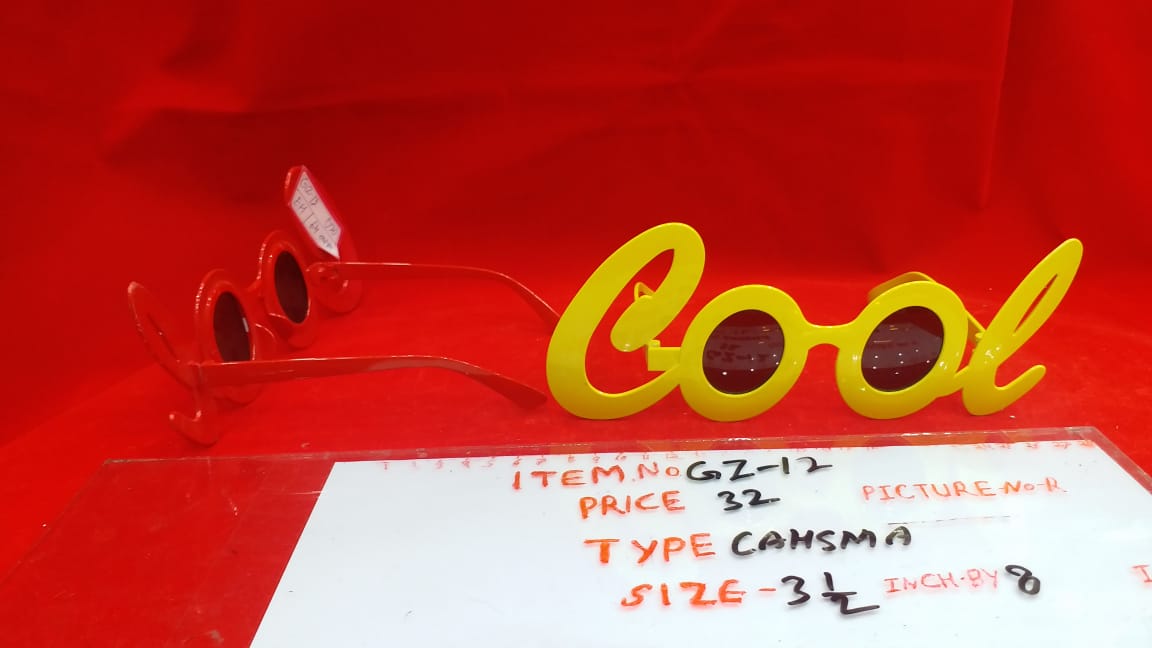 Cool
ITEM.No GZ-12
PRICE 32
PICTURE-No-R
TYPE CAHSMA
SIZE - 3 1/2 INCH-BY 8